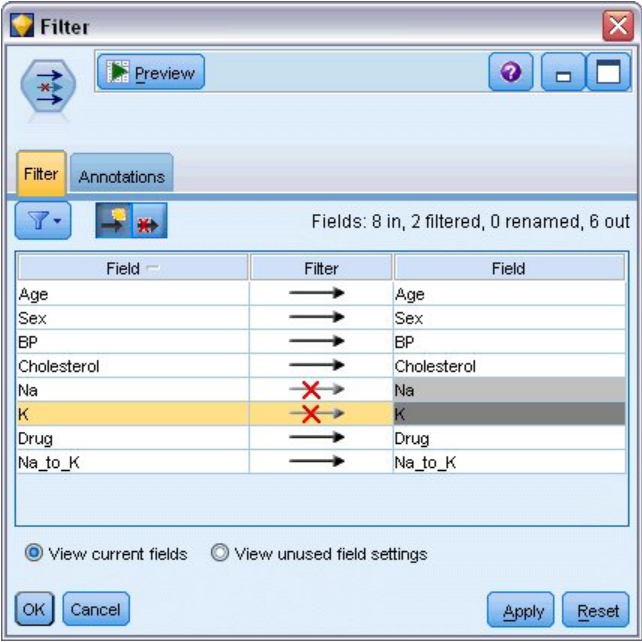 Filter
Preview
Filter Annotations
Fields: 8 in, 2 filtered, 0 renamed, 6 out
Field Filter Field
Age Age
Sex Sex
BP BP
Cholesterol Cholesterol
Na Na
K K
Drug Drug
Na_to_K Na_to_K
View current fields View unused field settings
OK Cancel Apply Reset